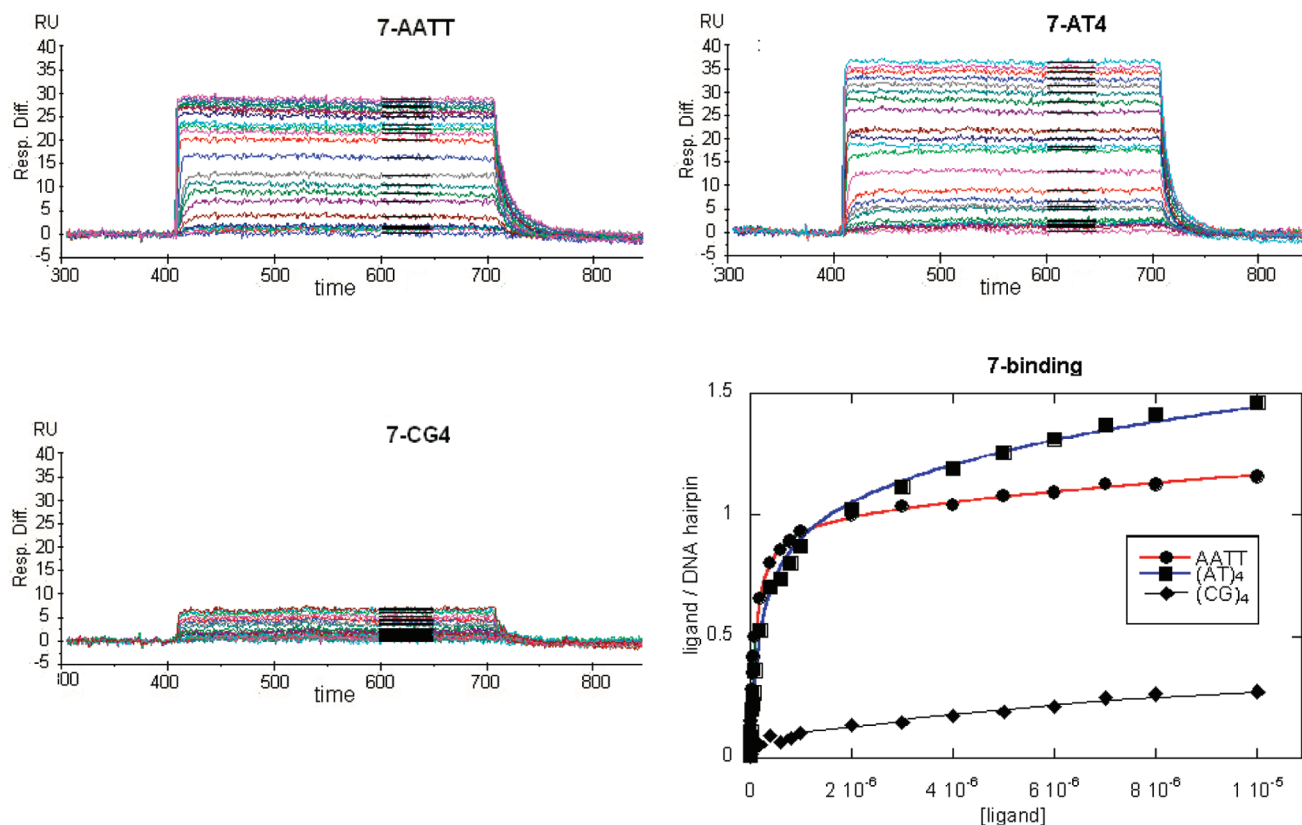 RU
7-AATT
40
35
30
25
20
15
10
5
0
-5
Resp. Diff.
300 400 500 600 700 800
time
RU
7-AT4
40
35
30
25
20
15
10
5
0
-5
Resp. Diff.
300 400 500 600 700 800
time
RU
7-CG4
40
35
30
25
20
15
10
5
0
-5
Resp. Diff.
00 400 500 600 700 800
time
7-binding
1.5
1
0.5
0
ligand / DNA hairpin
AATT
(AT)₄
(CG)₄
0 2 10⁻⁶ 4 10⁻⁶ 6 10⁻⁶ 8 10⁻⁶ 1 10⁻⁵
[ligand]